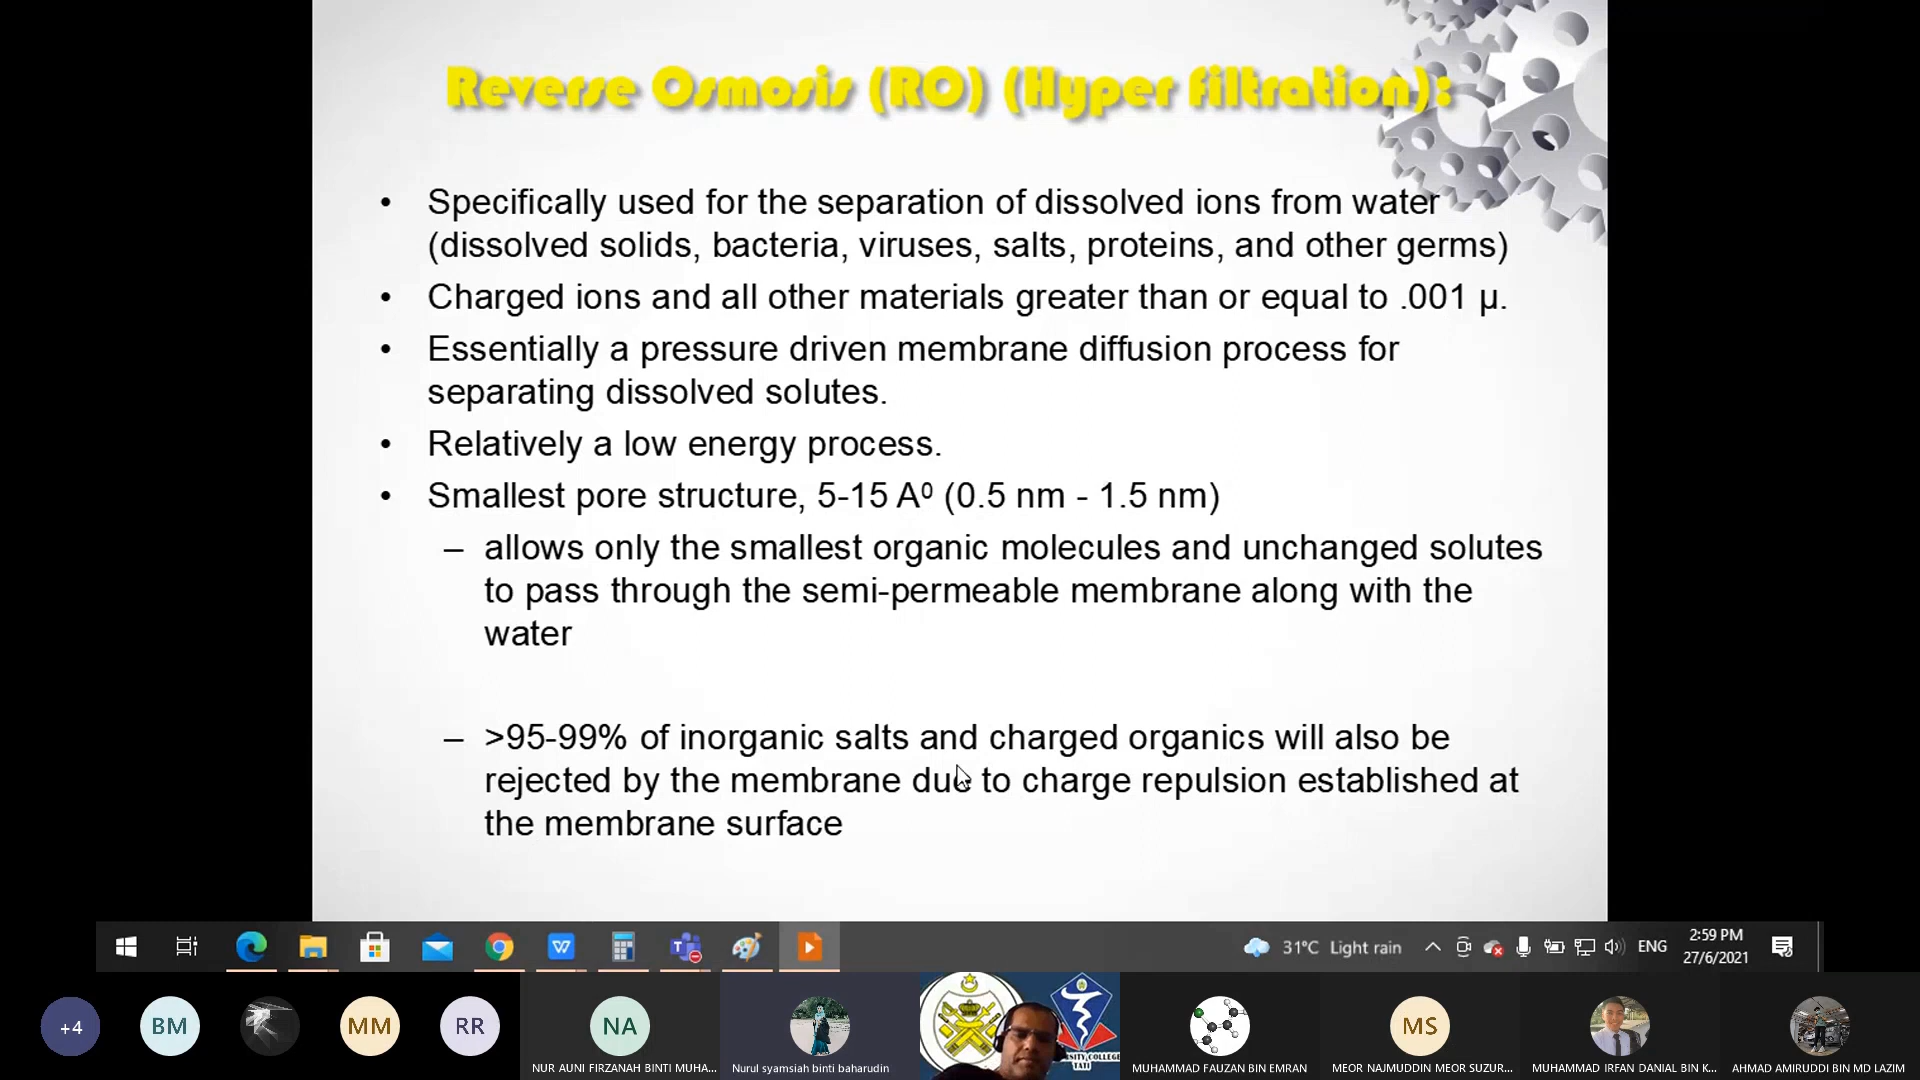 Reverse Osmosis (RO) (Hyper filtration):
• Specifically used for the separation of dissolved ions from water
(dissolved solids, bacteria, viruses, salts, proteins, and other germs)
• Charged ions and all other materials greater than or equal to .001 μ.
• Essentially a pressure driven membrane diffusion process for
separating dissolved solutes.
• Relatively a low energy process.
• Smallest pore structure, 5-15 A⁰ (0.5 nm - 1.5 nm)
– allows only the smallest organic molecules and unchanged solutes
to pass through the semi-permeable membrane along with the
water
– >95-99% of inorganic salts and charged organics will also be
rejected by the membrane due to charge repulsion established at
the membrane surface
31°C Light rain
ENG
2:59 PM
27/6/2021
+4
BM
MM
RR
NA
MS
NUR AUNI FIRZANAH BINTI MUHA...
Nurul syamsiah binti baharudin
COLLEGE
TATI
MUHAMMAD FAUZAN BIN EMRAN
MEOR NAJMUDDIN MEOR SUZUR...
MUHAMMAD IRFAN DANIAL BIN K...
AHMAD AMIRUDDI BIN MD LAZIM